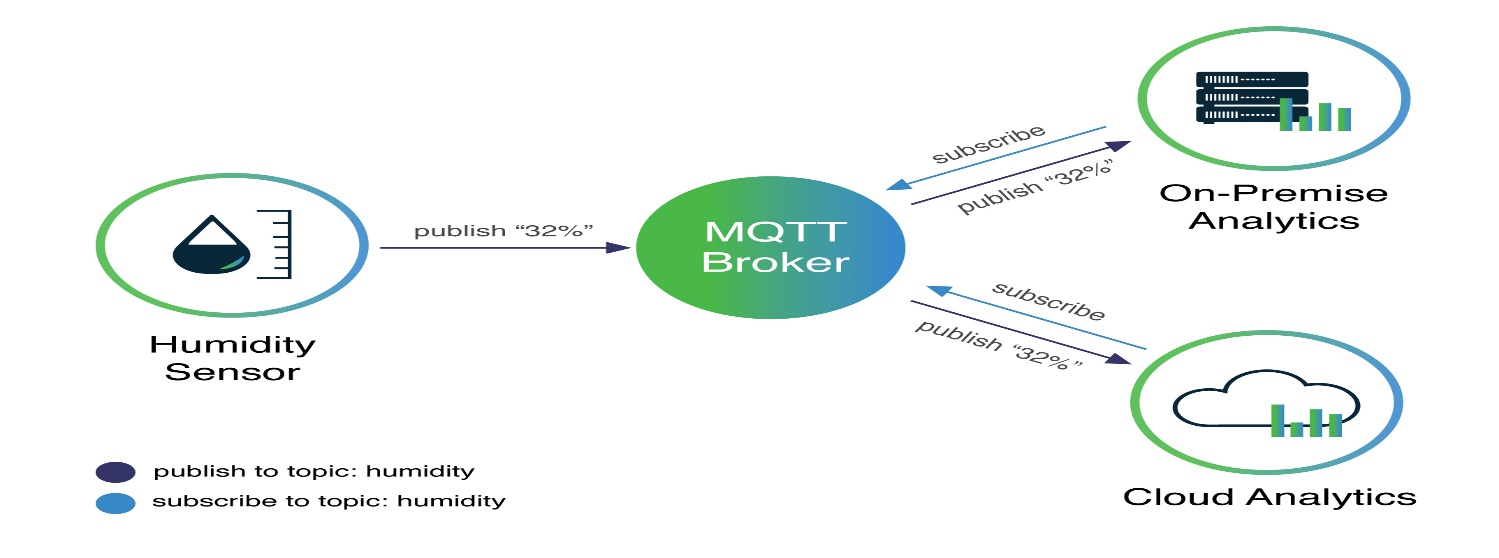 subscribe
publish “32%”
On-Premise
Analytics
publish “32%”
MQTT
Broker
Humidity
Sensor
subscribe
publish “32%”
Cloud Analytics
publish to topic: humidity
subscribe to topic: humidity